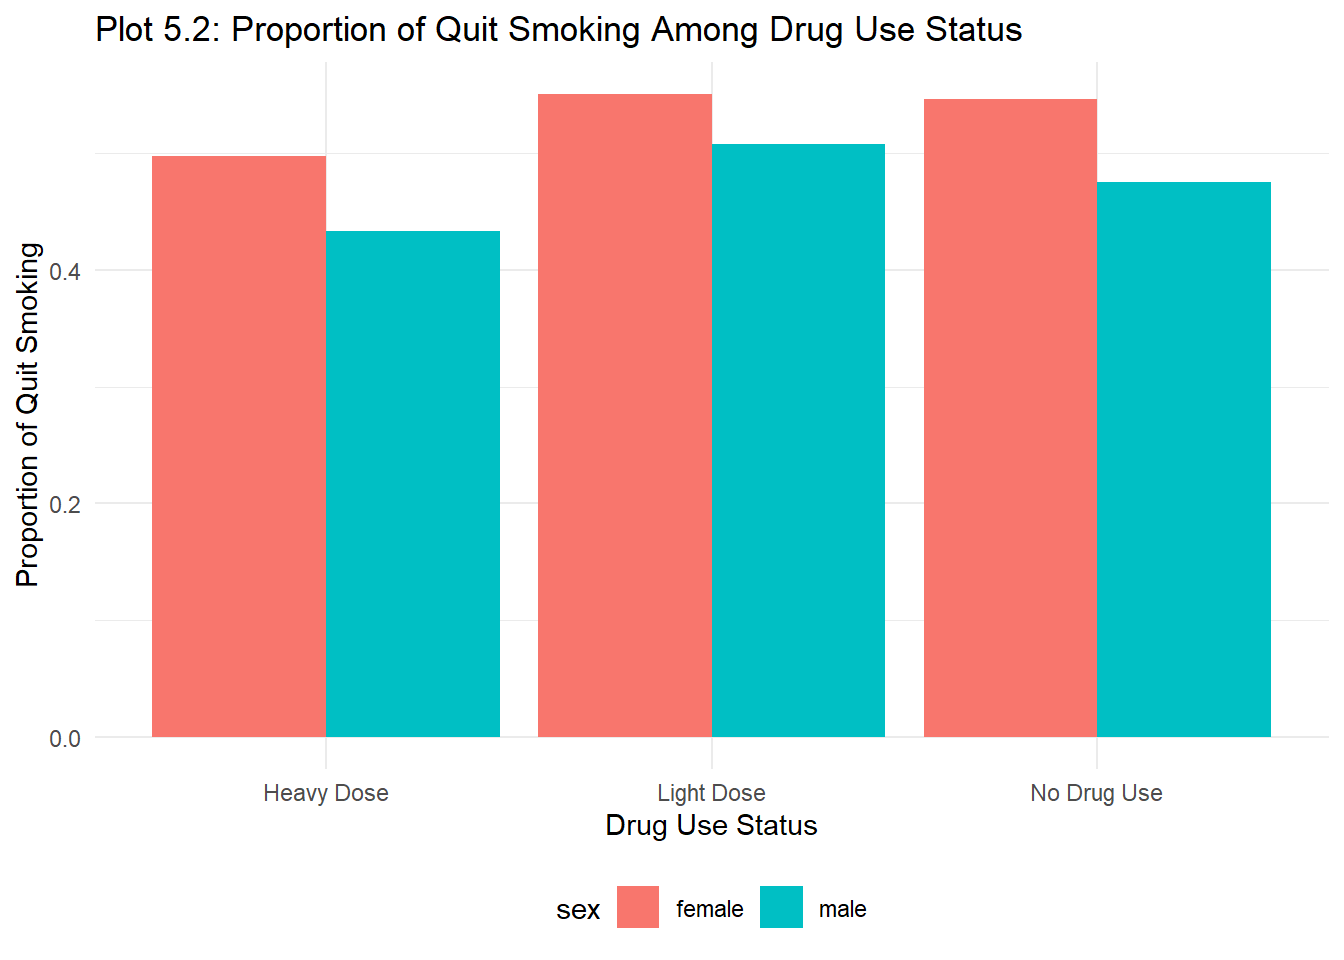 Plot 5.2: Proportion of Quit Smoking Among Drug Use Status
Proportion of Quit Smoking
0.4
0.2
0.0
Heavy Dose Light Dose No Drug Use
Drug Use Status
sex female male